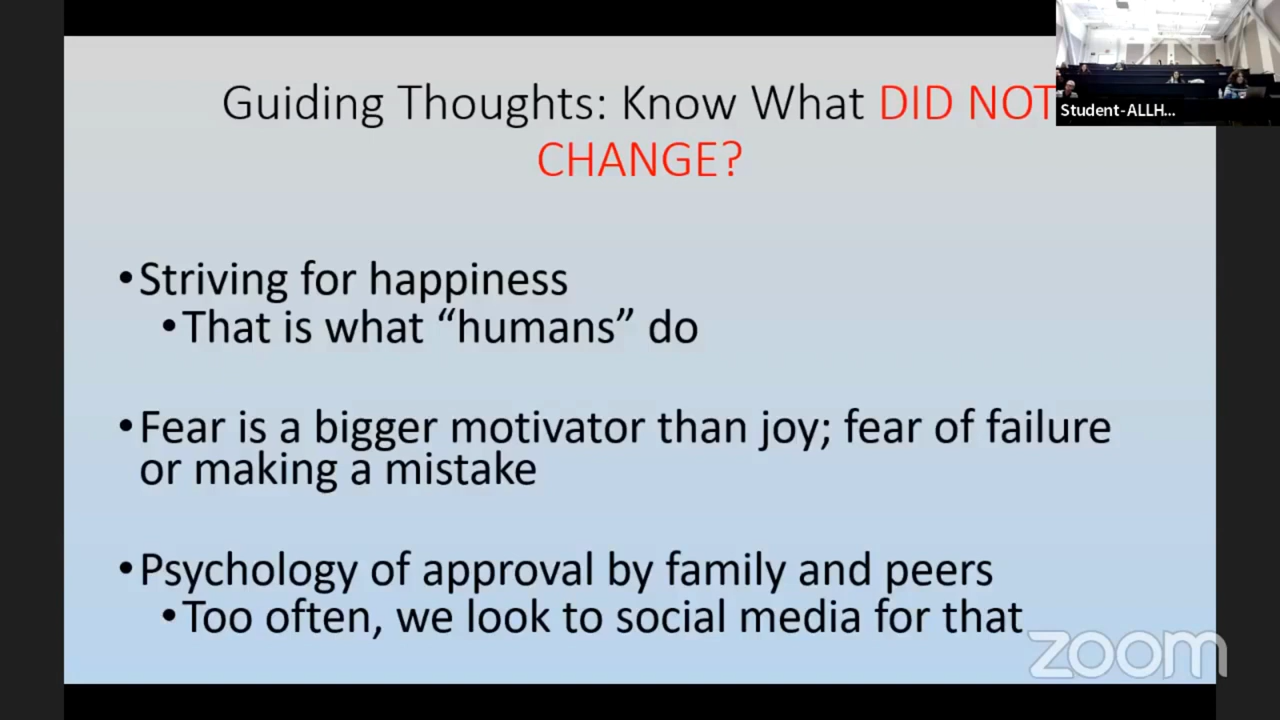 Guiding Thoughts: Know What DID NOT
CHANGE?
Student-ALLH...
•Striving for happiness
•That is what “humans” do
•Fear is a bigger motivator than joy; fear of failure
or making a mistake
•Psychology of approval by family and peers
•Too often, we look to social media for that
zoom